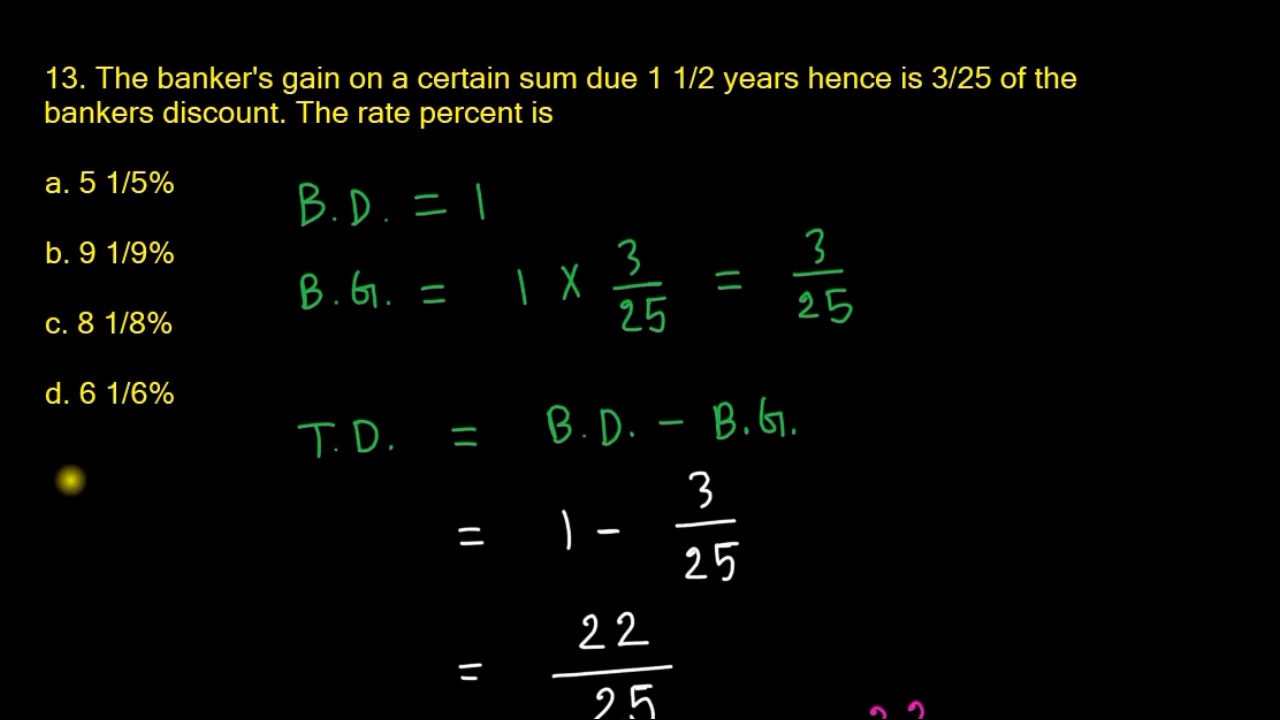 13. The banker's gain on a certain sum due 1 1/2 years hence is 3/25 of the
bankers discount. The rate percent is
a. 5 1/5%
b. 9 1/9%
c. 8 1/8%
d. 6 1/6%
B.D. = 1
B.G. = 1 X 3/25 = 3/25
T.D. = B.D. - B.G.
= 1 - 3/25
= 22/25